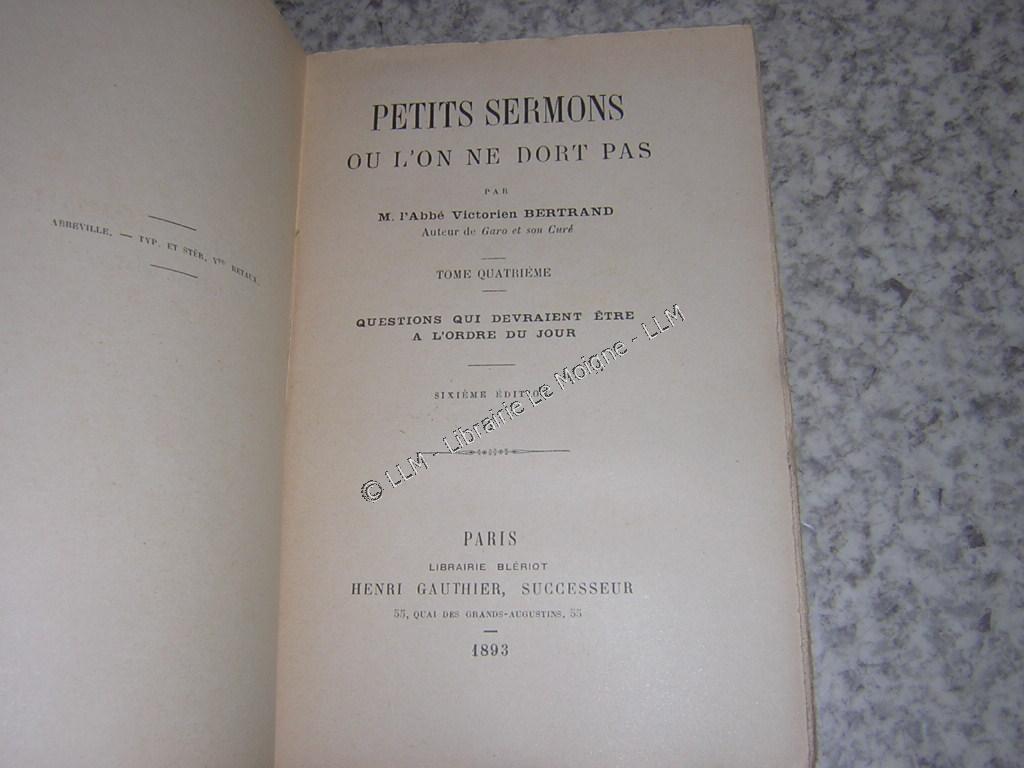 ABBEVILLE. — TYP. ET STÉR. Vve RETAUX.
PETITS SERMONS
OU L'ON NE DORT PAS
PAR
M. l'Abbé Victorien BERTRAND
Auteur de Garo et son Curé
TOME QUATRIÈME
QUESTIONS QUI DEVRAIENT ÊTRE
A L'ORDRE DU JOUR
SIXIÈME ÉDITION
© LLM - Librairie Le Moigne - LLM
PARIS
LIBRAIRIE BLÉRIOT
HENRI GAUTHIER, SUCCESSEUR
55, QUAI DES GRANDS-AUGUSTINS, 55
1893